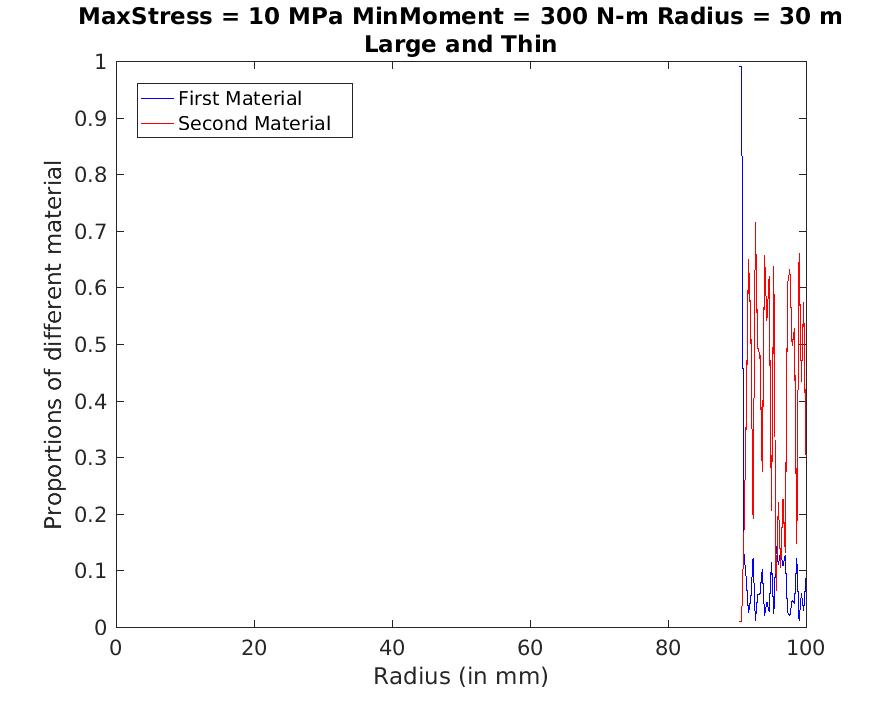 MaxStress = 10 MPa MinMoment = 300 N-m Radius = 30 m
Large and Thin
First Material
Second Material
Proportions of different material
1
0.9
0.8
0.7
0.6
0.5
0.4
0.3
0.2
0.1
0
0 20 40 60 80 100
Radius (in mm)